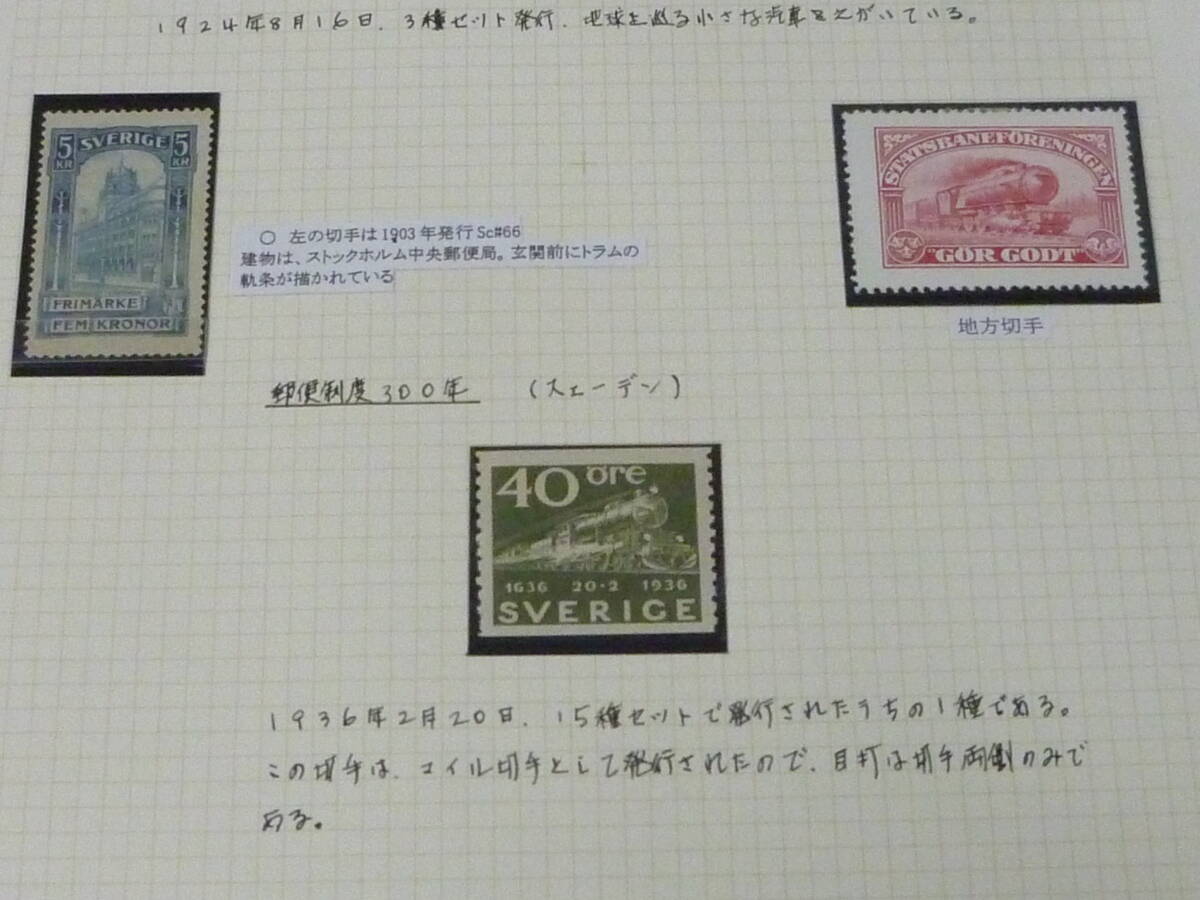 1924年8月16日、3種セット発行、地球を巡る小さな汽車をえがいている。
5 SVERIGE 5
KR KR
FRIMÄRKE
FEM KRONOR
○ 左の切手は1903年発行Sc#66
建物は、ストックホルム中央郵便局。玄関前にトラムの
軌条が描かれている
STATSBANEFÖRENINGEN
"GÖR GODT"
地方切手
郵便制度300年 (スェーデン)
40 öre
1636 20・2 1936
SVERIGE
1936年2月20日、15種セットで発行されたうちの1種である。
この切手は、コイル切手として発行されたので、目打は切手両側のみで
ある。